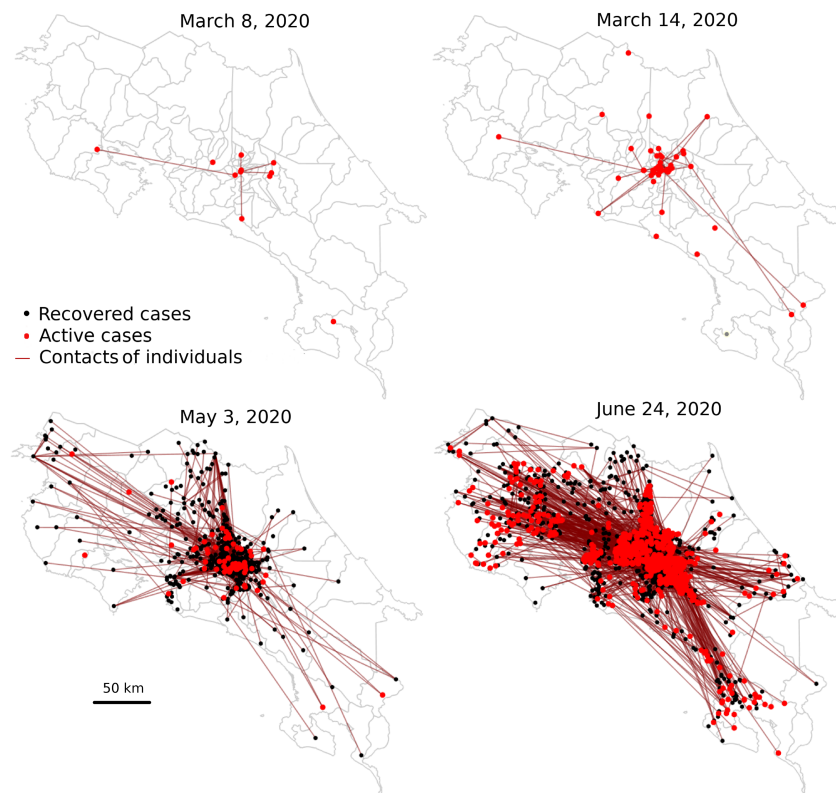 March 8, 2020
March 14, 2020
Recovered cases
Active cases
Contacts of individuals
May 3, 2020
June 24, 2020
50 km